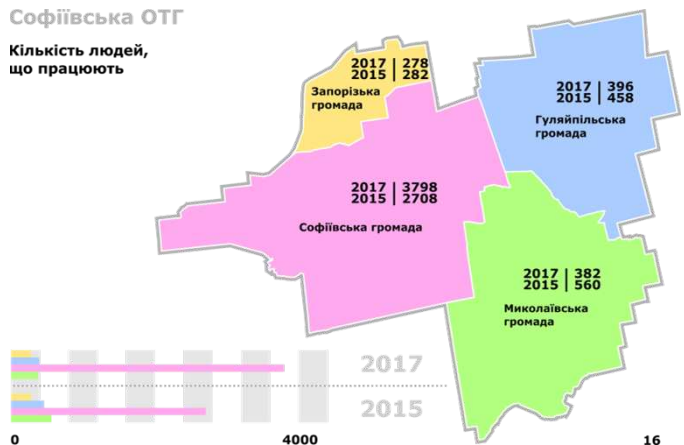 Софіївська ОТГ
Кількість людей,
що працюють
2017 | 278
2015 | 282
Запорізька
громада
2017 | 396
2015 | 458
Гуляйпільська
громада
2017 | 3798
2015 | 2708
Софіївська громада
2017 | 382
2015 | 560
Миколаївська
громада
2017
2015
0 4000 16